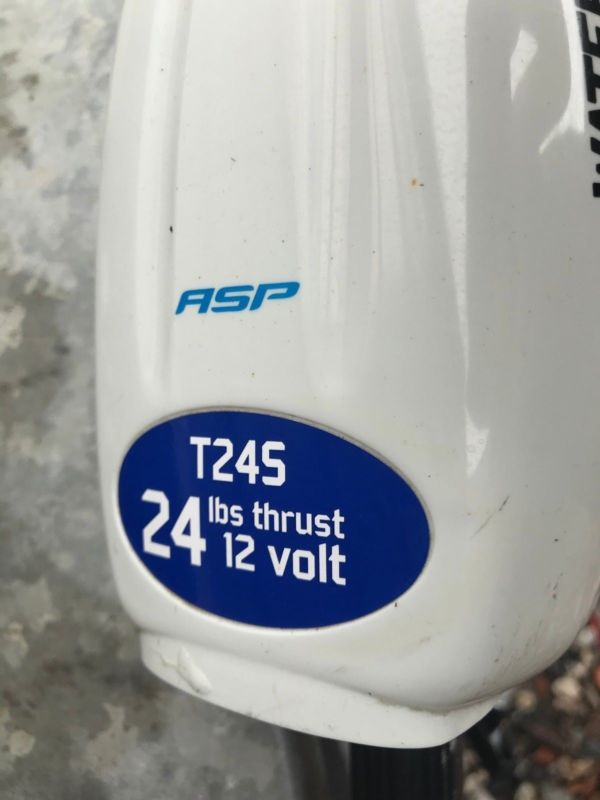 ASP
T24S
24 lbs thrust
12 volt